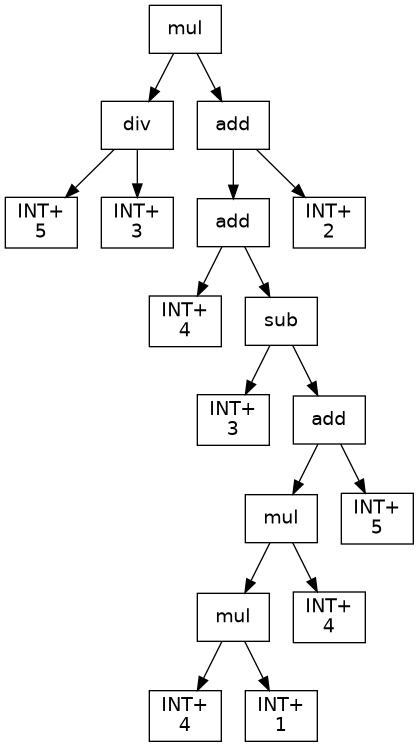 mul
div
add
INT+
5
INT+
3
add
INT+
2
INT+
4
sub
INT+
3
add
mul
INT+
5
mul
INT+
4
INT+
4
INT+
1